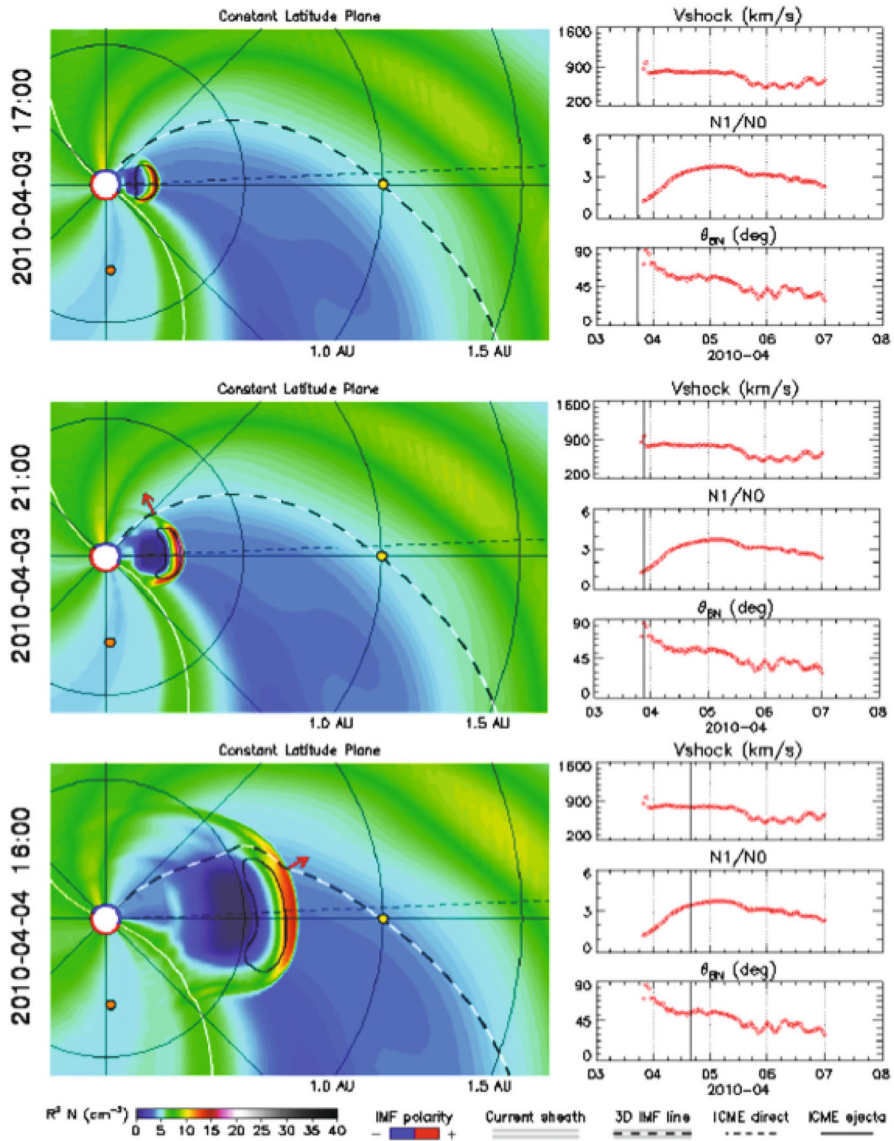 Constant Latitude Plane
2010-04-03 17:00
1.0 AU 1.5 AU
Vshock (km/s)
1600
900
200
N1/N0
6
3
0
θBN (deg)
90
45
0
03 04 05 06 07 08
2010-04
Constant Latitude Plane
2010-04-03 21:00
1.0 AU 1.5 AU
Vshock (km/s)
1600
900
200
N1/N0
6
3
0
θBN (deg)
90
45
0
03 04 05 06 07 08
2010-04
Constant Latitude Plane
2010-04-04 16:00
1.0 AU 1.5 AU
Vshock (km/s)
1600
900
200
N1/N0
6
3
0
θBN (deg)
90
45
0
03 04 05 06 07 08
2010-04
R² N (cm⁻³)
0 5 10 15 20 25 30 35 40
IMF polarity
- +
Current sheath
3D IMF line
ICME direct
ICME ejecta